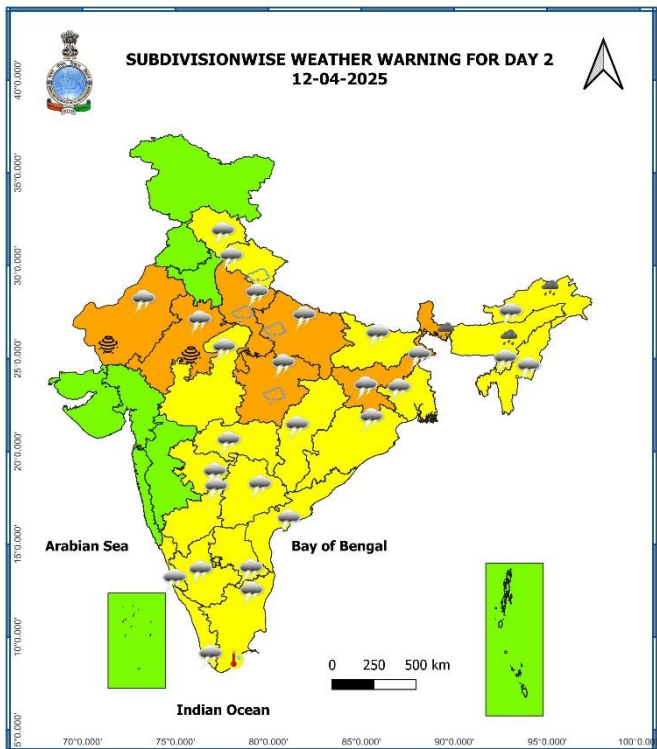 SUBDIVISIONWISE WEATHER WARNING FOR DAY 2
12-04-2025
40°0.000'
35°0.000'
30°0.000'
25°0.000'
20°0.000'
15°0.000'
10°0.000'
5°0.000'
Arabian Sea
Bay of Bengal
0 250 500 km
Indian Ocean
70°0.000' 75°0.000' 80°0.000' 85°0.000' 90°0.000' 95°0.000' 100°0.000'